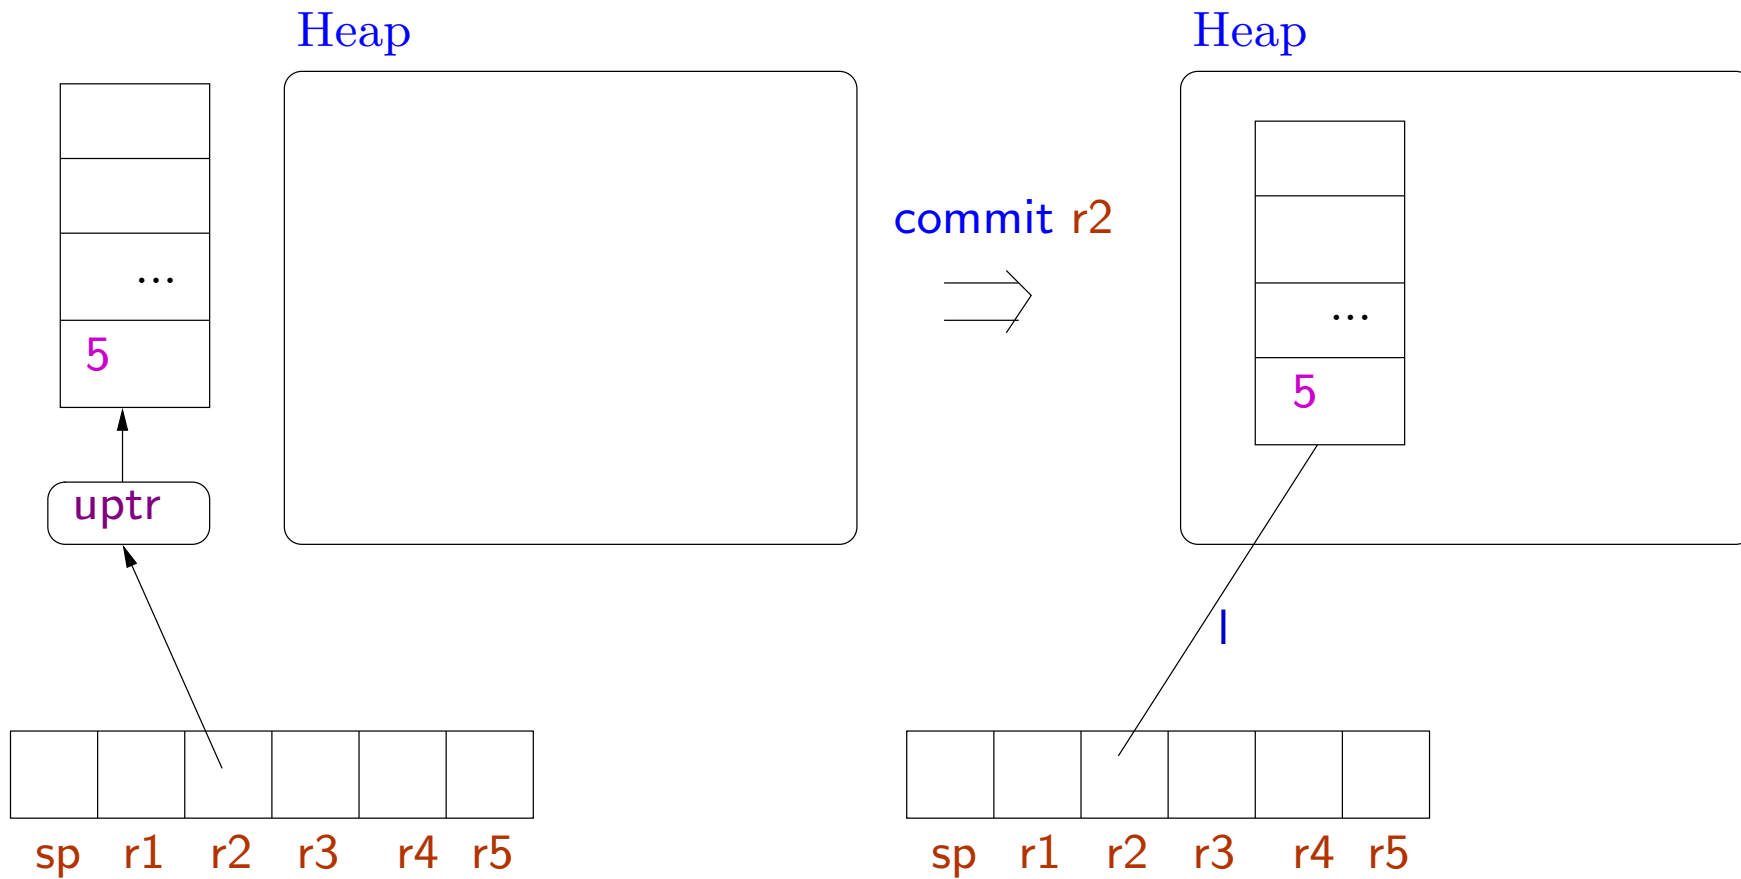 Heap
Heap
commit r2
...
...
5
5
uptr
l
sp r1 r2 r3 r4 r5
sp r1 r2 r3 r4 r5